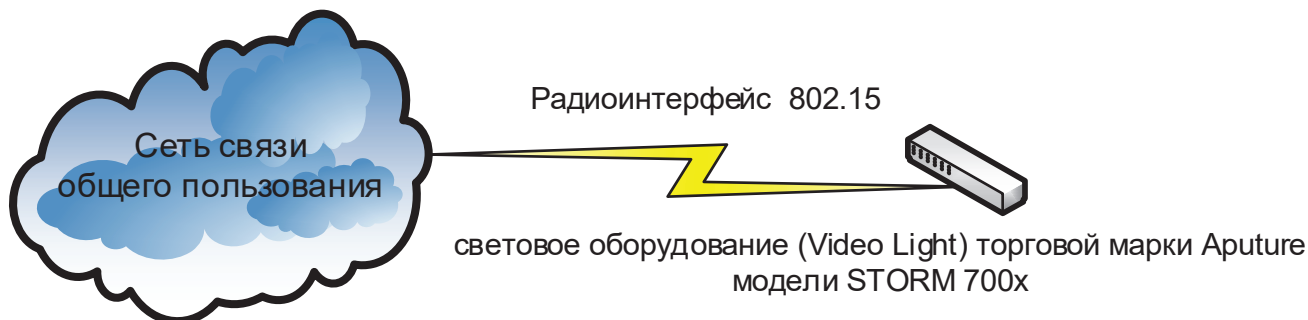 Сеть связи
общего пользования
Радиоинтерфейс 802.15
световое оборудование (Video Light) торговой марки Aputure
модели STORM 700x